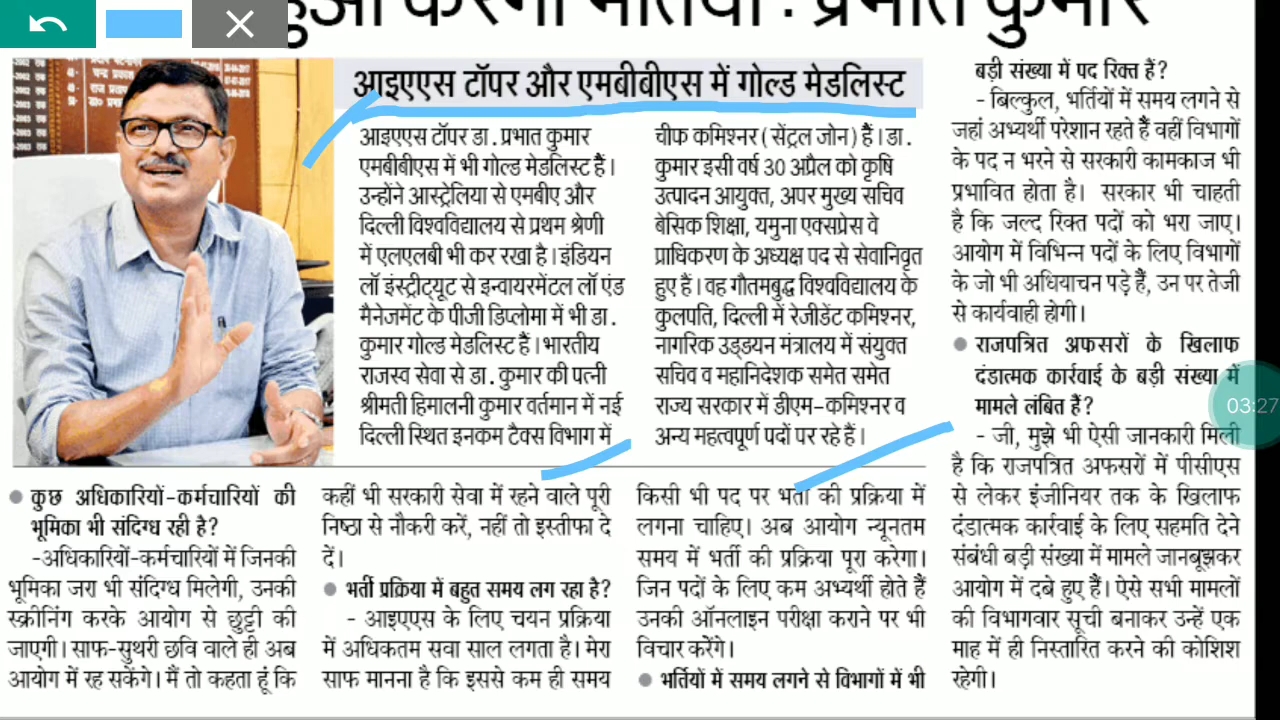 हुआ करेंगी भर्तियां : प्रभात कुमार
आइएएस टॉपर और एमबीबीएस में गोल्ड मेडलिस्ट
आइएएस टॉपर डा. प्रभात कुमार
एमबीबीएस में भी गोल्ड मेडलिस्ट हैं।
उन्होंने आस्ट्रेलिया से एमबीए और
दिल्ली विश्वविद्यालय से प्रथम श्रेणी
में एलएलबी भी कर रखा है। इंडियन
लॉ इंस्ट्रीट्यूट से इन्वायरमेंटल लॉ एंड
मैनेजमेंट के पीजी डिप्लोमा में भी डा.
कुमार गोल्ड मेडलिस्ट हैं। भारतीय
राजस्व सेवा से डा. कुमार की पत्नी
श्रीमती हिमालनी कुमार वर्तमान में नई
दिल्ली स्थित इनकम टैक्स विभाग में
चीफ कमिश्नर (सेंट्रल जोन) हैं। डा.
कुमार इसी वर्ष 30 अप्रैल को कृषि
उत्पादन आयुक्त, अपर मुख्य सचिव
बेसिक शिक्षा, यमुना एक्सप्रेस वे
प्राधिकरण के अध्यक्ष पद से सेवानिवृत
हुए हैं। वह गौतमबुद्ध विश्वविद्यालय के
कुलपति, दिल्ली में रेजीडेंट कमिश्नर,
नागरिक उड्डयन मंत्रालय में संयुक्त
सचिव व महानिदेशक समेत समेत
राज्य सरकार में डीएम-कमिश्नर व
अन्य महत्वपूर्ण पदों पर रहे हैं।
● कुछ अधिकारियों-कर्मचारियों की
भूमिका भी संदिग्ध रही है?
-अधिकारियों-कर्मचारियों में जिनकी
भूमिका जरा भी संदिग्ध मिलेगी, उनकी
स्क्रीनिंग करके आयोग से छुट्टी की
जाएगी। साफ-सुथरी छवि वाले ही अब
आयोग में रह सकेंगे। मैं तो कहता हूं कि
कहीं भी सरकारी सेवा में रहने वाले पूरी
निष्ठा से नौकरी करें, नहीं तो इस्तीफा दे
दें।
● भर्ती प्रक्रिया में बहुत समय लग रहा है?
- आइएएस के लिए चयन प्रक्रिया
में अधिकतम सवा साल लगता है। मेरा
साफ मानना है कि इससे कम ही समय
किसी भी पद पर भर्ती की प्रक्रिया में
लगना चाहिए। अब आयोग न्यूनतम
समय में भर्ती की प्रक्रिया पूरा करेगा।
जिन पदों के लिए कम अभ्यर्थी होते हैं
उनकी ऑनलाइन परीक्षा कराने पर भी
विचार करेंगे।
● भर्तियों में समय लगने से विभागों में भी
बड़ी संख्या में पद रिक्त हैं?
- बिल्कुल, भर्तियों में समय लगने से
जहां अभ्यर्थी परेशान रहते हैं वहीं विभागों
के पद न भरने से सरकारी कामकाज भी
प्रभावित होता है। सरकार भी चाहती
है कि जल्द रिक्त पदों को भरा जाए।
आयोग में विभिन्न पदों के लिए विभागों
के जो भी अधियाचन पड़े हैं, उन पर तेजी
से कार्यवाही होगी।
● राजपत्रित अफसरों के खिलाफ
दंडात्मक कार्रवाई के बड़ी संख्या में
मामले लंबित हैं?
- जी, मुझे भी ऐसी जानकारी मिली
है कि राजपत्रित अफसरों में पीसीएस
से लेकर इंजीनियर तक के खिलाफ
दंडात्मक कार्रवाई के लिए सहमति देने
संबंधी बड़ी संख्या में मामले जानबूझकर
आयोग में दबे हुए हैं। ऐसे सभी मामलों
की विभागवार सूची बनाकर उन्हें एक
माह में ही निस्तारित करने की कोशिश
रहेगी।
03:27